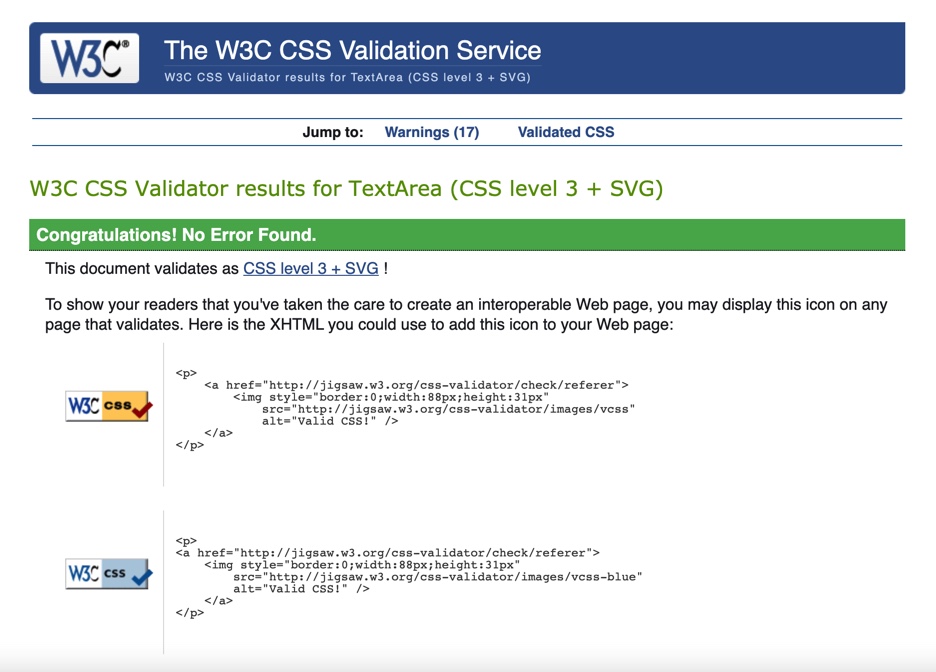 W3C® The W3C CSS Validation Service
W3C CSS Validator results for TextArea (CSS level 3 + SVG)
Jump to: Warnings (17) Validated CSS
W3C CSS Validator results for TextArea (CSS level 3 + SVG)
Congratulations! No Error Found.
This document validates as CSS level 3 + SVG !
To show your readers that you've taken the care to create an interoperable Web page, you may display this icon on any
page that validates. Here is the XHTML you could use to add this icon to your Web page:
W3C css
<p>
<a href="http://jigsaw.w3.org/css-validator/check/referer">
<img style="border:0;width:88px;height:31px"
src="http://jigsaw.w3.org/css-validator/images/vcss"
alt="Valid CSS!" />
</a>
</p>
W3C css
<p>
<a href="http://jigsaw.w3.org/css-validator/check/referer">
<img style="border:0;width:88px;height:31px"
src="http://jigsaw.w3.org/css-validator/images/vcss-blue"
alt="Valid CSS!" />
</a>
</p>